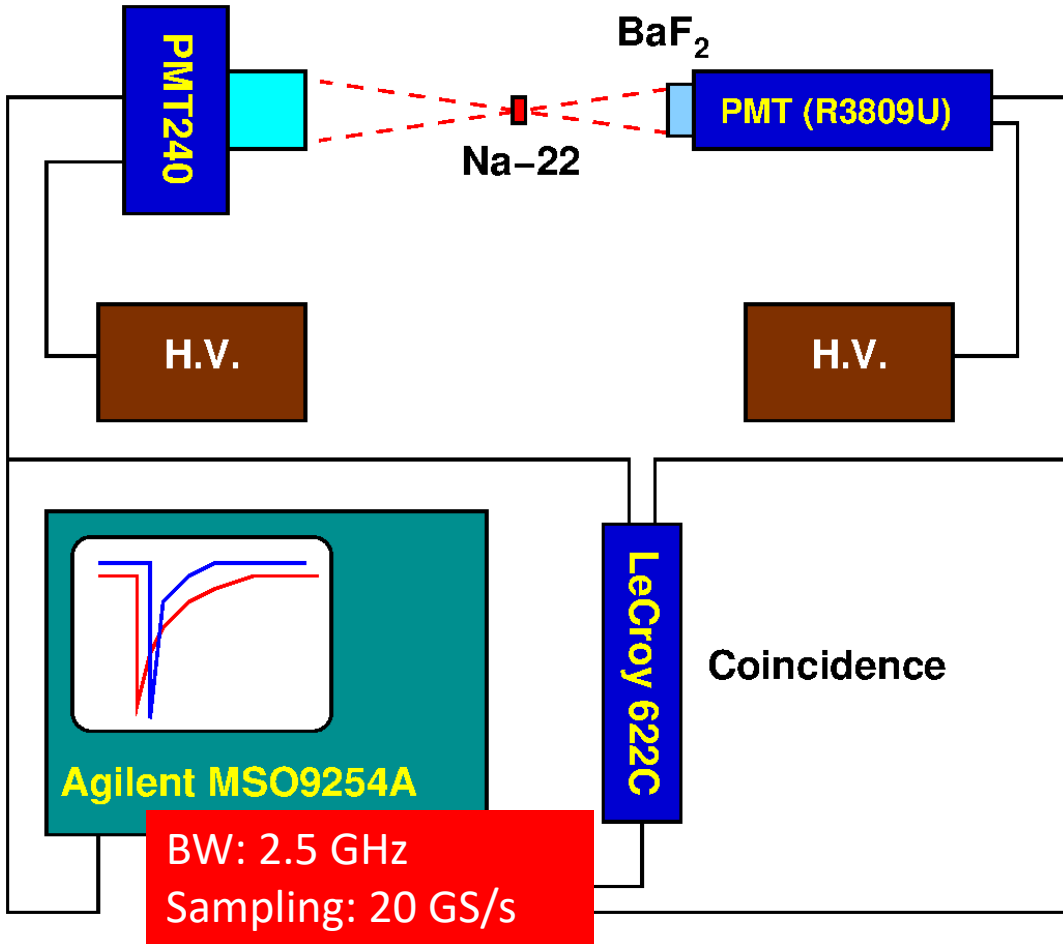 PMT240
BaF₂
PMT (R3809U)
Na−22
H.V.
H.V.
LeCroy 622C
Coincidence
Agilent MSO9254A
BW: 2.5 GHz
Sampling: 20 GS/s